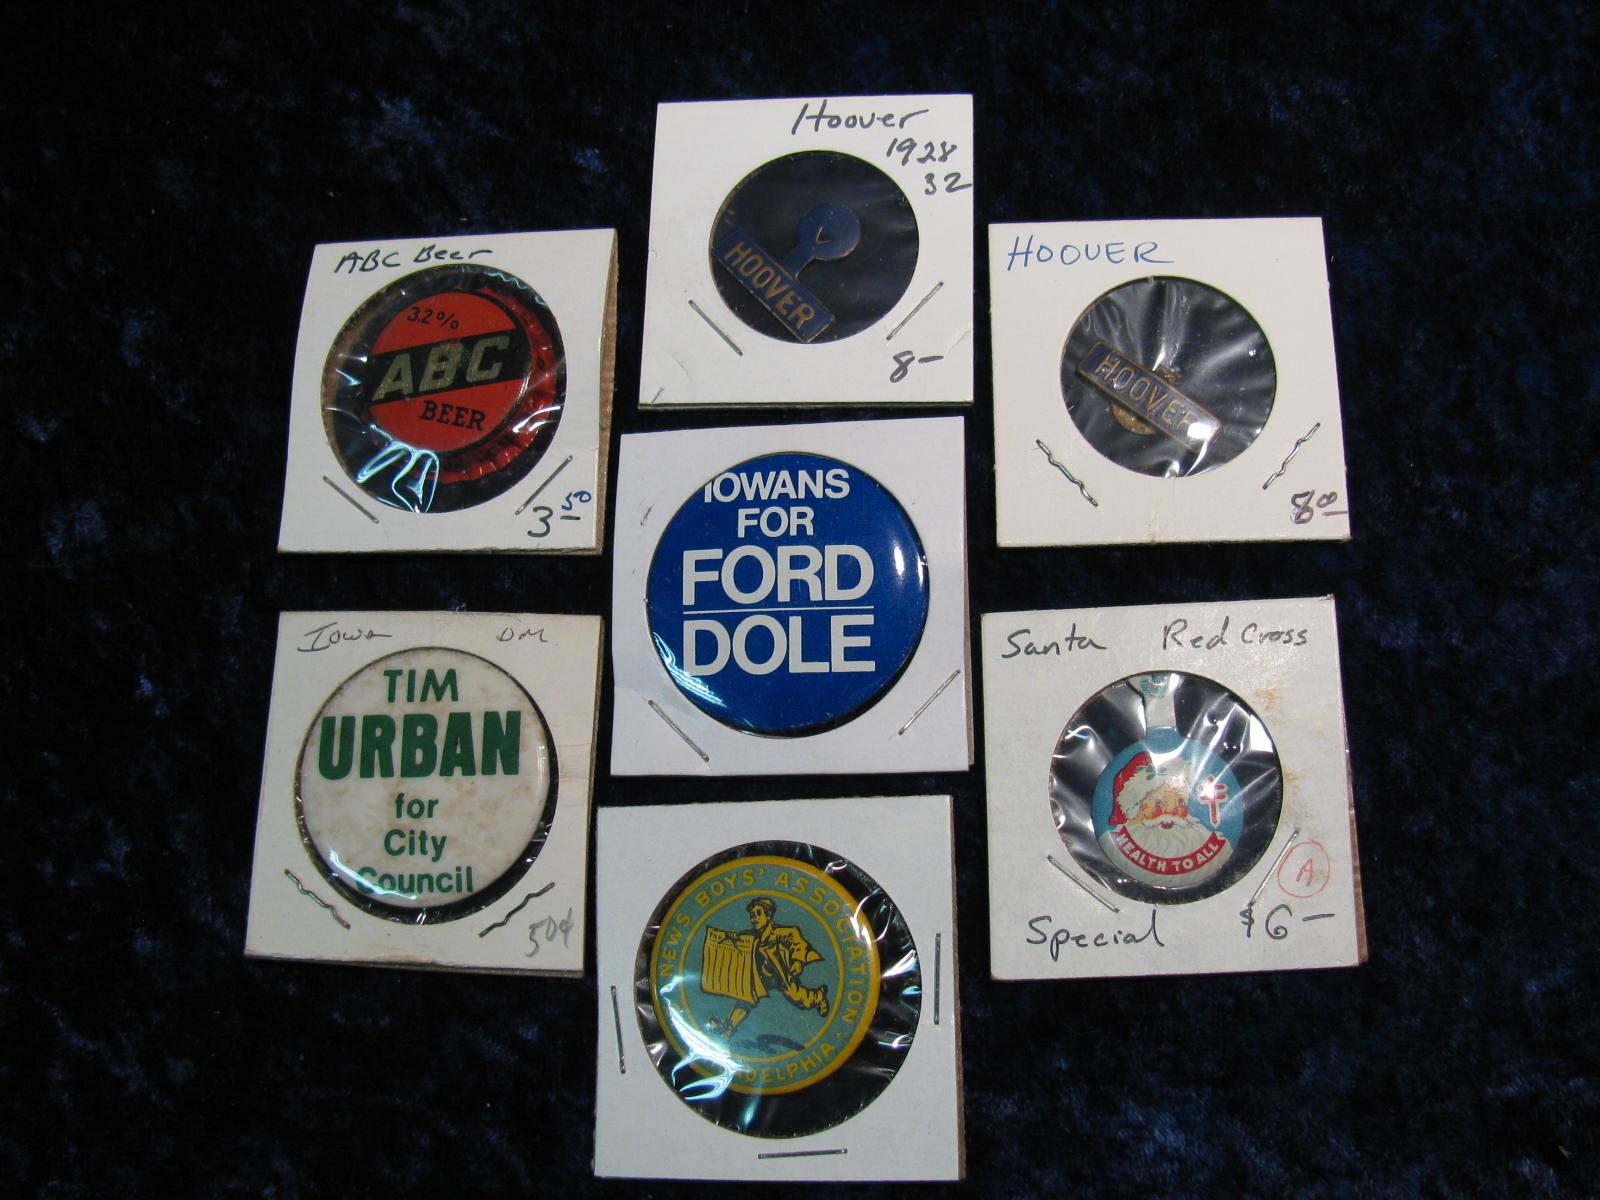 Hoover
1928
32
HOOVER
8-
ABC Beer
3.2%
ABC
BEER
3 50
HOOVER
HOOVER
8 00
IOWANS
FOR
FORD
DOLE
Iowa DM
TIM
URBAN
for
City
Council
50¢
Santa Red Cross
HEALTH TO ALL
A
Special $6-
NEWS BOYS' ASSOCIATION